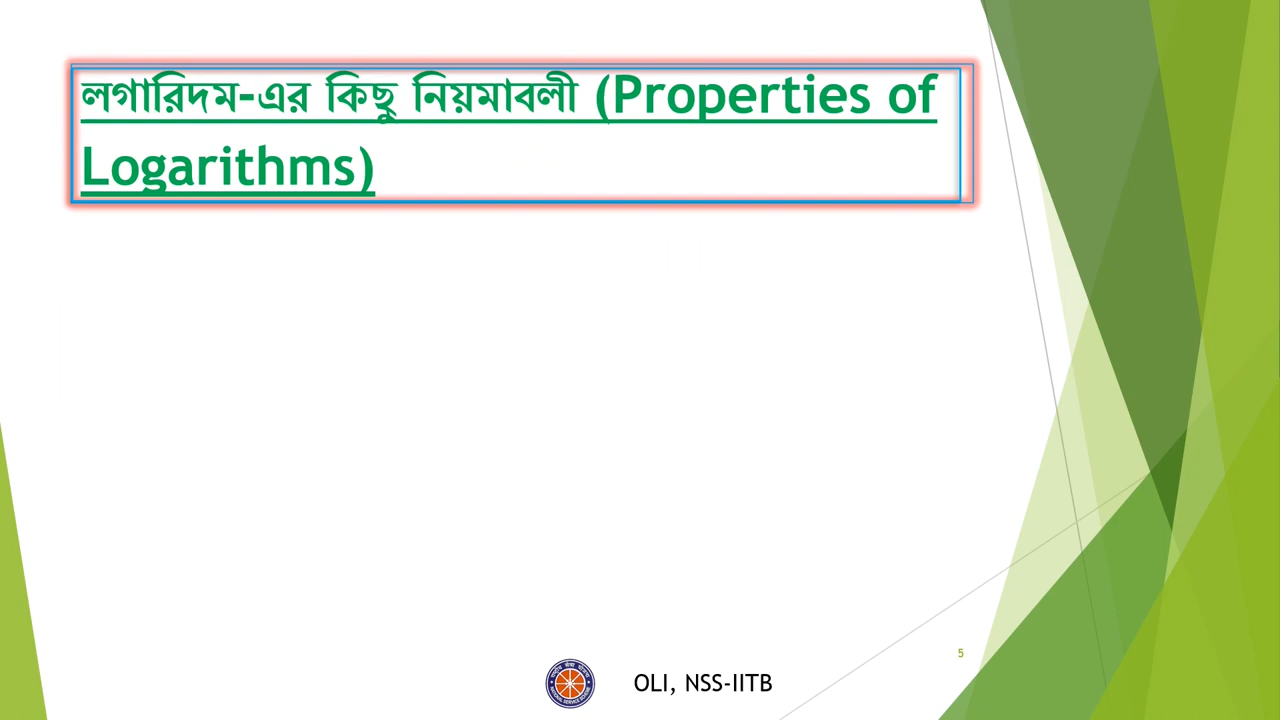 লগারিদম-এর কিছু নিয়মাবলী (Properties of
Logarithms)
5
OLI, NSS-IITB